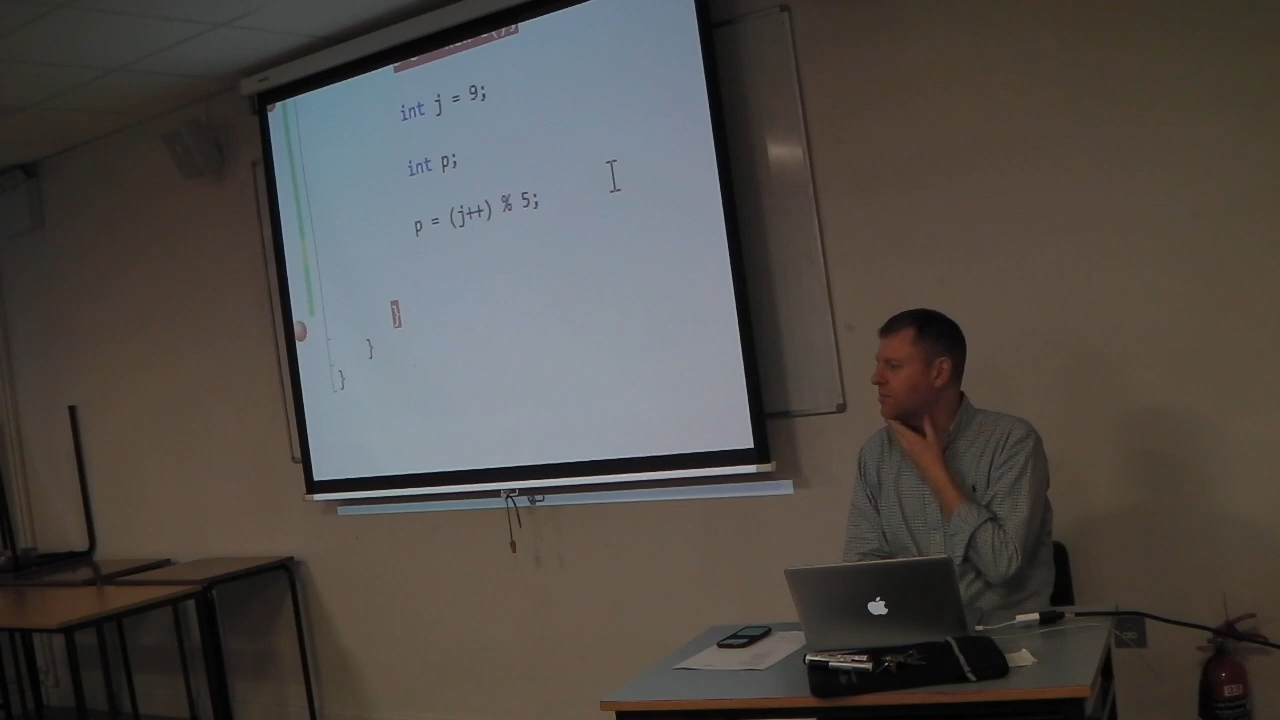 int j = 9;
int p;
p = (j++) % 5;
}
}
}